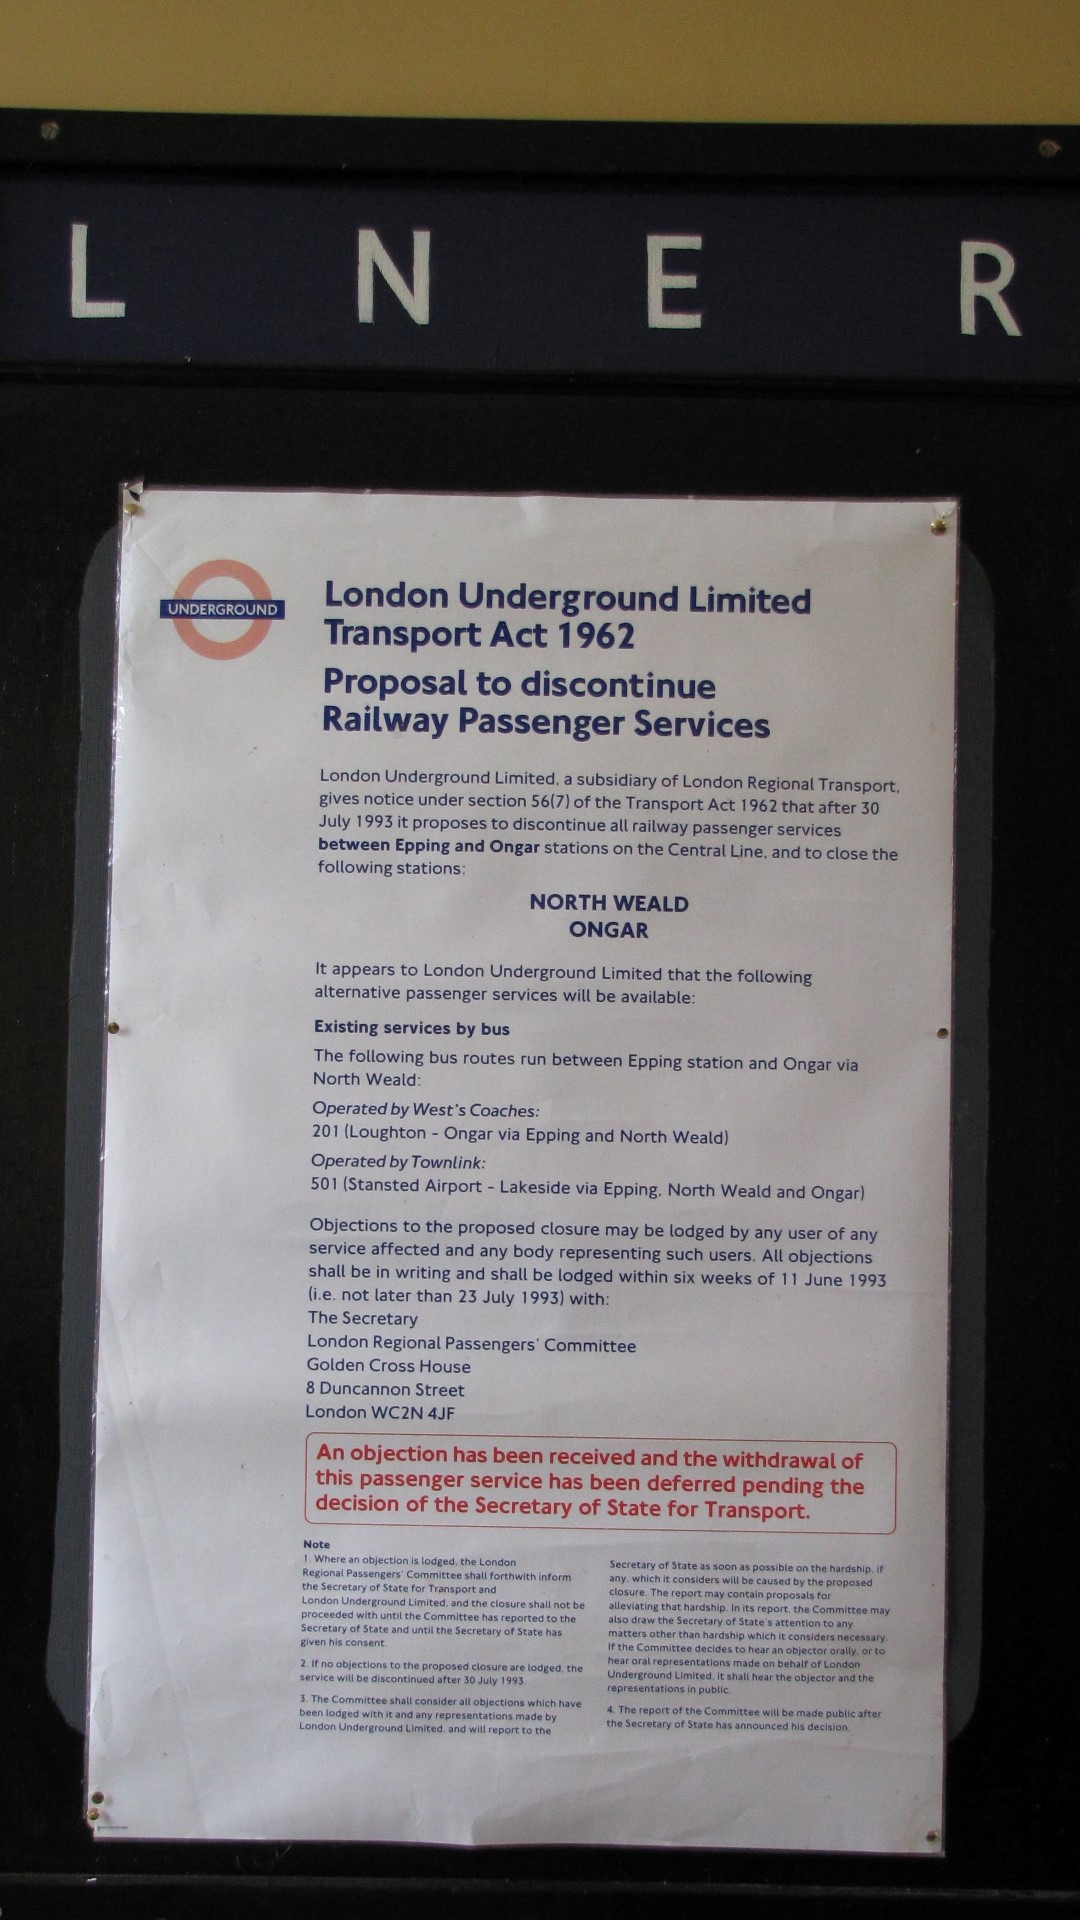 L N E R
UNDERGROUND
London Underground Limited
Transport Act 1962
Proposal to discontinue
Railway Passenger Services
London Underground Limited, a subsidiary of London Regional Transport,
gives notice under section 56(7) of the Transport Act 1962 that after 30
July 1993 it proposes to discontinue all railway passenger services
between Epping and Ongar stations on the Central Line, and to close the
following stations:
NORTH WEALD
ONGAR
It appears to London Underground Limited that the following
alternative passenger services will be available:
Existing services by bus
The following bus routes run between Epping station and Ongar via
North Weald:
Operated by West's Coaches:
201 (Loughton - Ongar via Epping and North Weald)
Operated by Townlink:
501 (Stansted Airport - Lakeside via Epping, North Weald and Ongar)
Objections to the proposed closure may be lodged by any user of any
service affected and any body representing such users. All objections
shall be in writing and shall be lodged within six weeks of 11 June 1993
(i.e. not later than 23 July 1993) with:
The Secretary
London Regional Passengers' Committee
Golden Cross House
8 Duncannon Street
London WC2N 4JF
An objection has been received and the withdrawal of
this passenger service has been deferred pending the
decision of the Secretary of State for Transport.
Note
1. Where an objection is lodged, the London
Regional Passengers' Committee shall forthwith inform
the Secretary of State for Transport and
London Underground Limited, and the closure shall not be
proceeded with until the Committee has reported to the
Secretary of State and until the Secretary of State has
given his consent.
2. If no objections to the proposed closure are lodged, the
service will be discontinued after 30 July 1993.
3. The Committee shall consider all objections which have
been lodged with it and any representations made by
London Underground Limited, and will report to the
Secretary of State as soon as possible on the hardship, if
any, which it considers will be caused by the proposed
closure. The report may contain proposals for
alleviating that hardship. In its report, the Committee may
also draw the Secretary of State's attention to any
matters other than hardship which it considers necessary.
If the Committee decides to hear an objector orally, or to
hear oral representations made on behalf of London
Underground Limited, it shall hear the objector and the
representations in public.
4. The report of the Committee will be made public after
the Secretary of State has announced his decision.